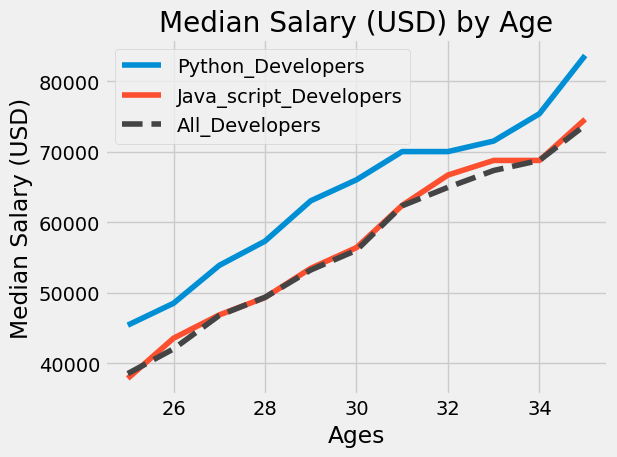 Median Salary (USD) by Age
Python_Developers
Java_script_Developers
All_Developers
Median Salary (USD)
80000
70000
60000
50000
40000
26 28 30 32 34
Ages